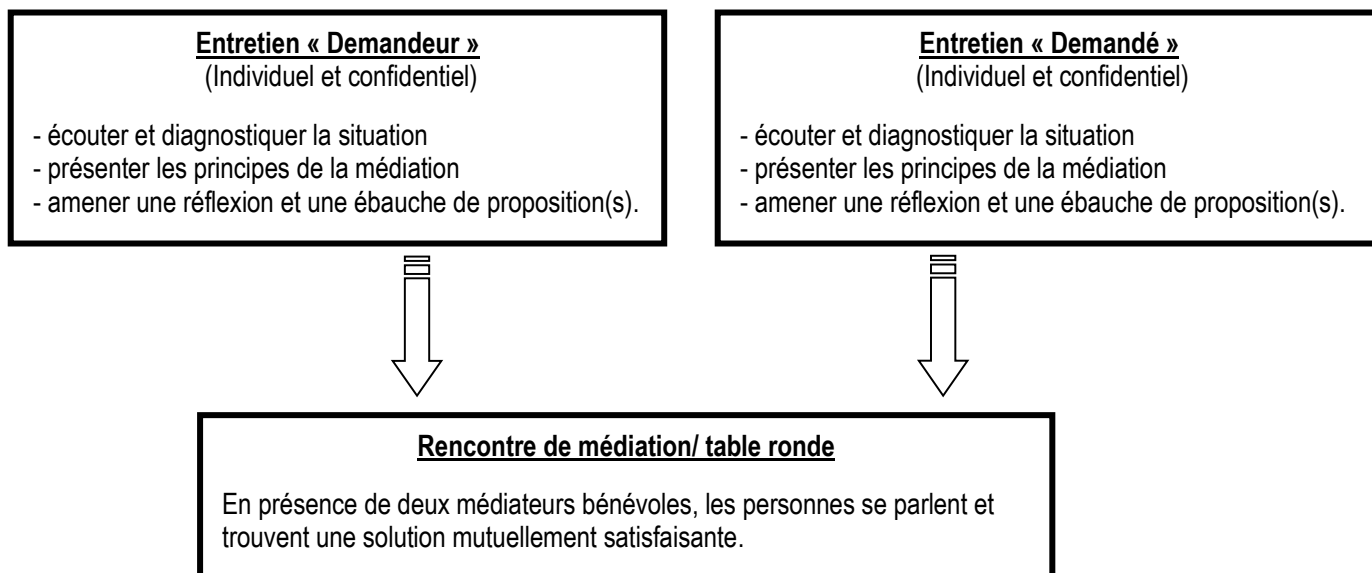 Entretien « Demandeur »
(Individuel et confidentiel)
- écouter et diagnostiquer la situation
- présenter les principes de la médiation
- amener une réflexion et une ébauche de proposition(s).
Entretien « Demandé »
(Individuel et confidentiel)
- écouter et diagnostiquer la situation
- présenter les principes de la médiation
- amener une réflexion et une ébauche de proposition(s).
Rencontre de médiation/ table ronde
En présence de deux médiateurs bénévoles, les personnes se parlent et
trouvent une solution mutuellement satisfaisante.